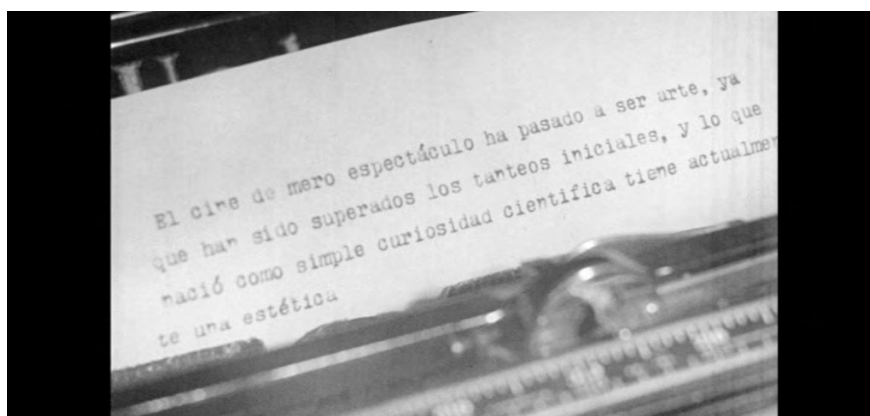 El cine de mero espectáculo ha pasado a ser arte, ya
que han sido superados los tanteos iniciales, y lo que
nació como simple curiosidad cientifica tiene actualmen
te una estética